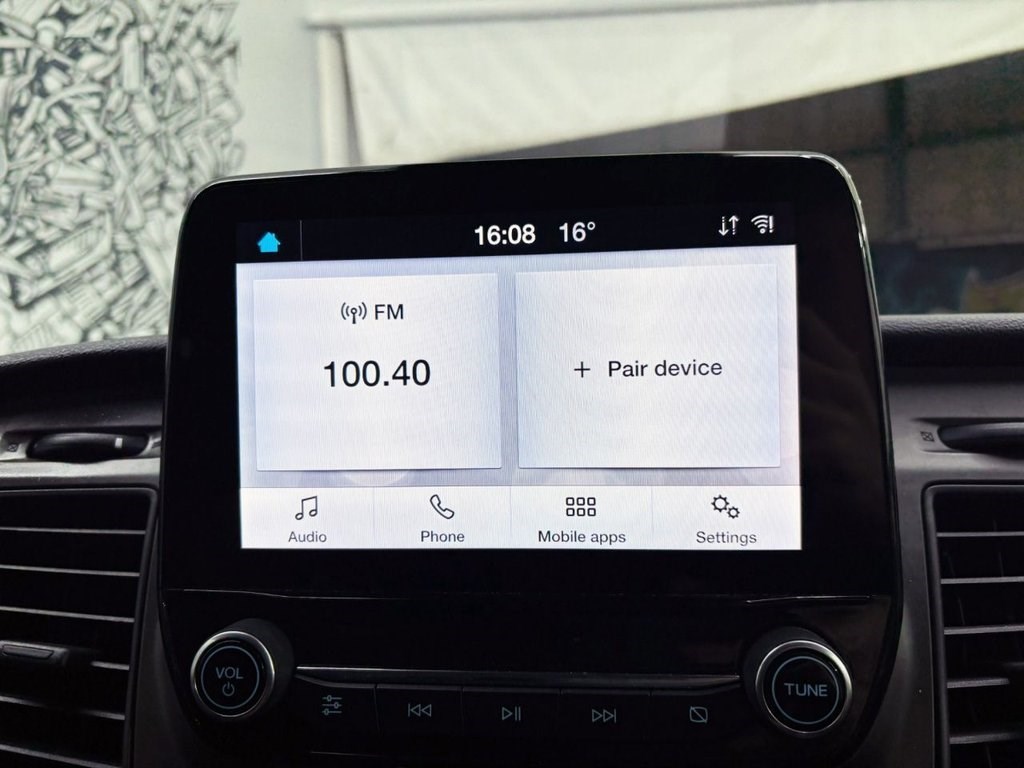 16:08 16°
FM
100.40
+ Pair device
Audio Phone Mobile apps Settings
VOL
TUNE